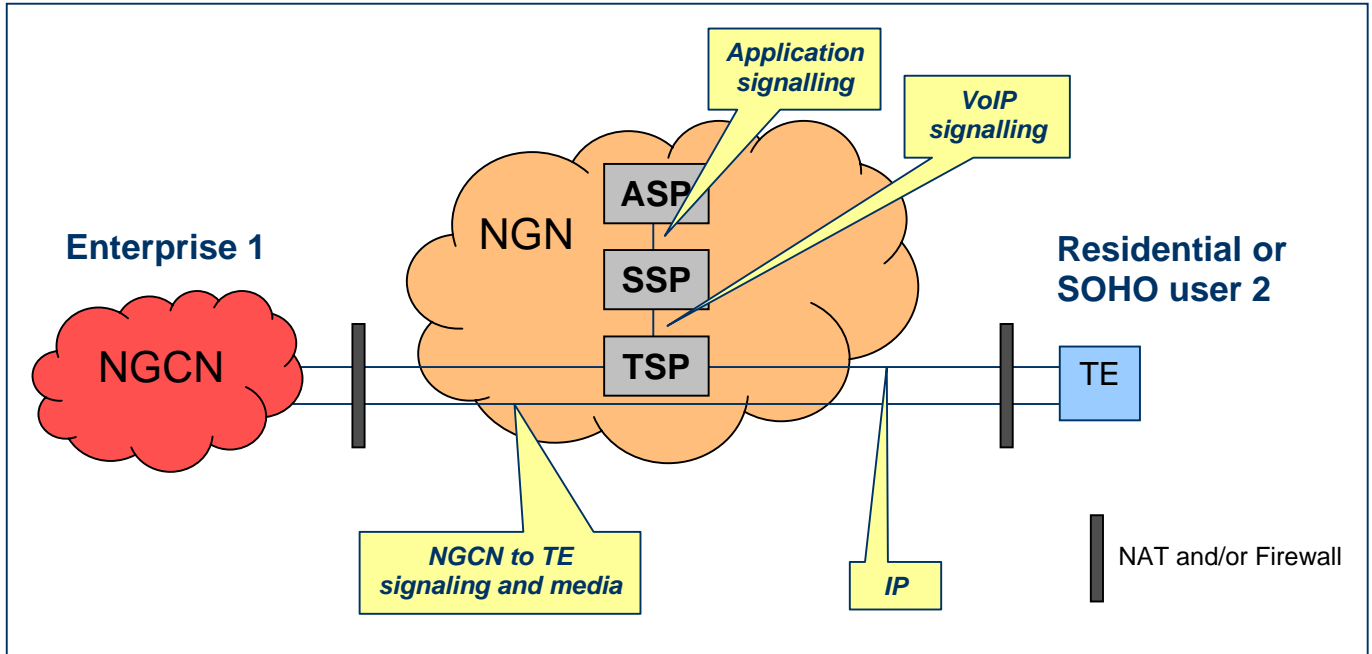 Application
signalling
VoIP
signalling
ASP
NGN
Enterprise 1
SSP
Residential or
SOHO user 2
NGCN
TSP
TE
NGCN to TE
signaling and media
IP
NAT and/or Firewall